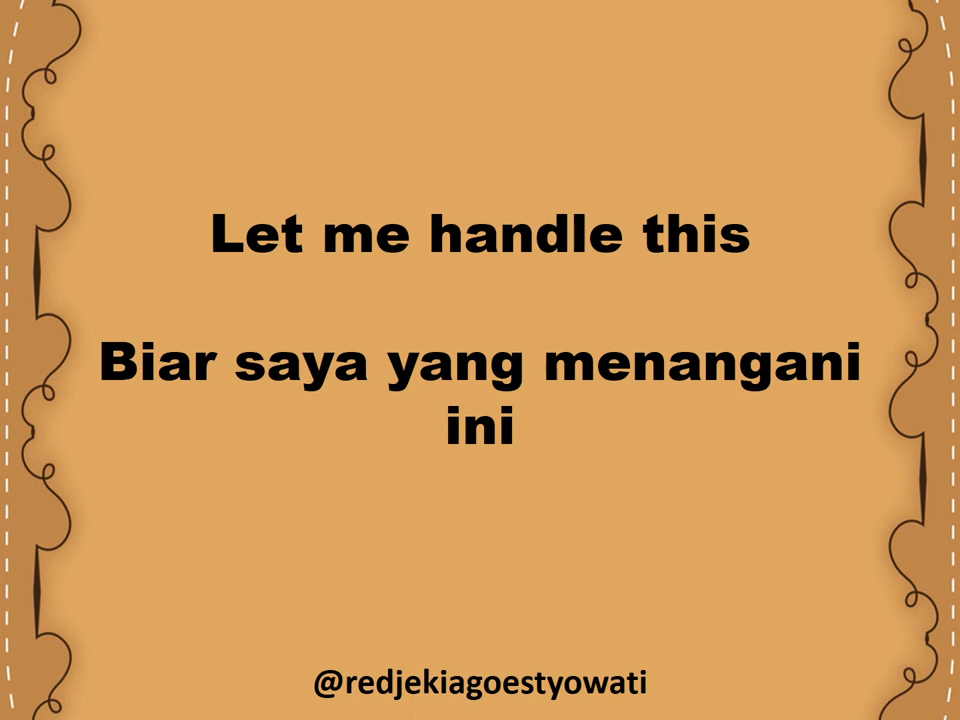 Let me handle this
Biar saya yang menangani
ini
@redjekiagoestyowati